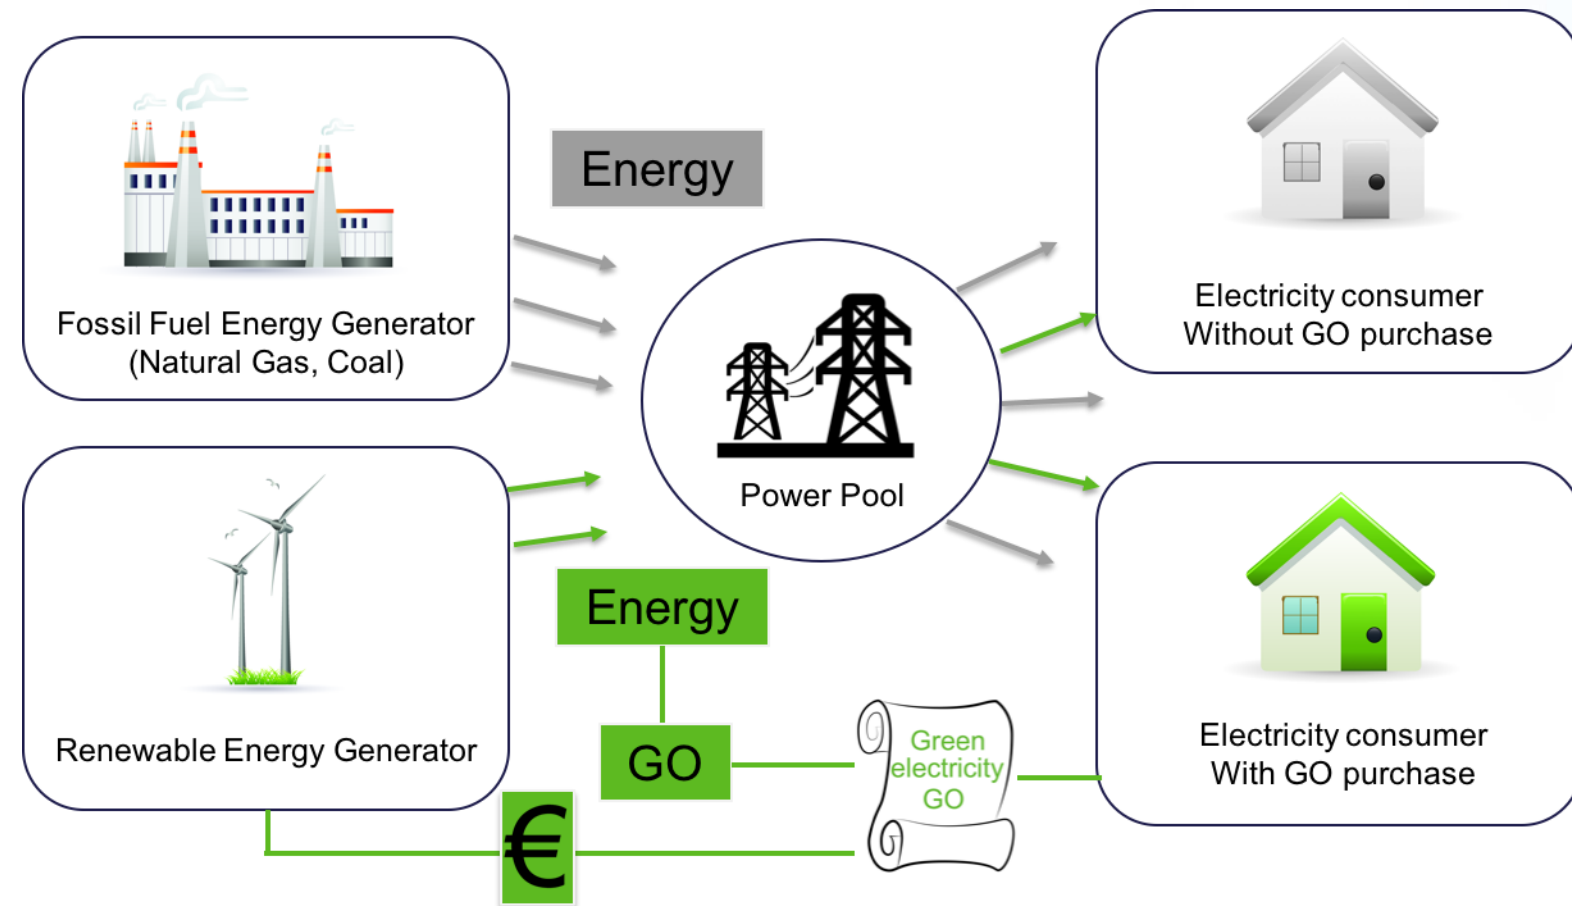 Energy
Fossil Fuel Energy Generator
(Natural Gas, Coal)
Electricity consumer
Without GO purchase
Power Pool
Energy
Renewable Energy Generator
GO
Green
electricity
GO
Electricity consumer
With GO purchase
€